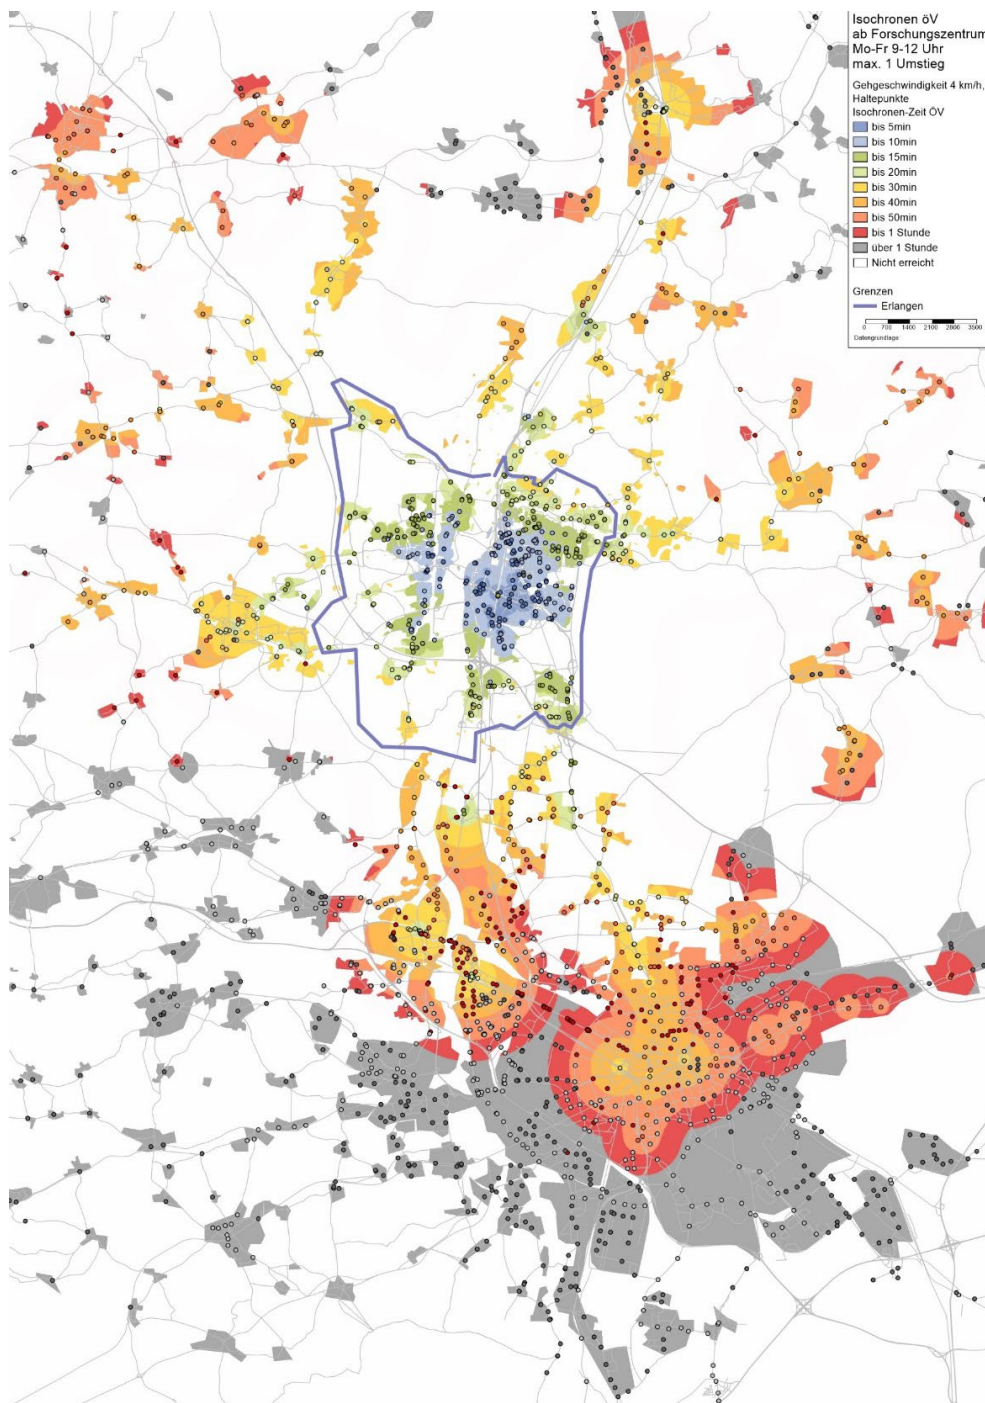 Isochronen öV
ab Forschungszentrum
Mo-Fr 9-12 Uhr
max. 1 Umstieg
Gehgeschwindigkeit 4 km/h,
Haltepunkte
Isochronen-Zeit ÖV
bis 5min
bis 10min
bis 15min
bis 20min
bis 30min
bis 40min
bis 50min
bis 1 Stunde
über 1 Stunde
Nicht erreicht
Grenzen
Erlangen
0 700 1400 2100 2800 3500
Datengrundlage